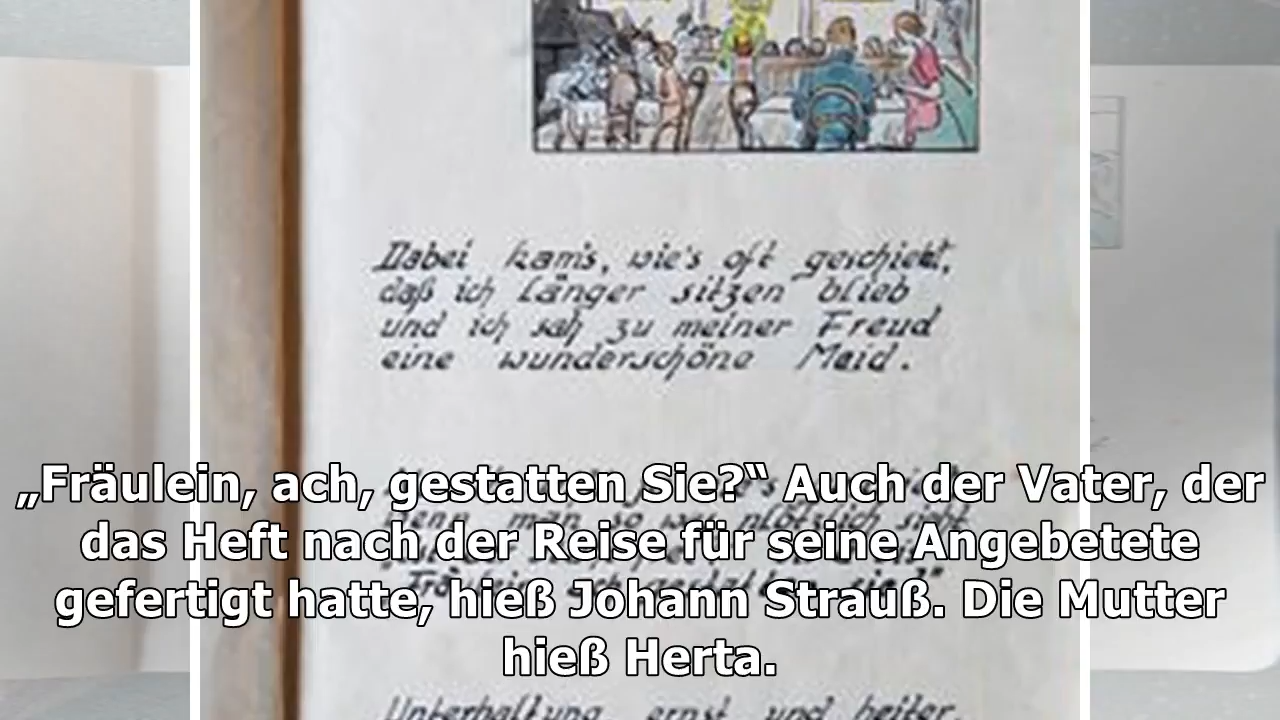 Dabei kam's, wie's oft geschieht,
daß ich länger sitzen blieb
und ich sah zu meiner Freud
eine wunderschöne Maid.
„Fräulein, ach, gestatten Sie?“ Auch der Vater, der
das Heft nach der Reise für seine Angebetete
gefertigt hatte, hieß Johann Strauß. Die Mutter
hieß Herta.
Unterhaltung, ernst und heiter,